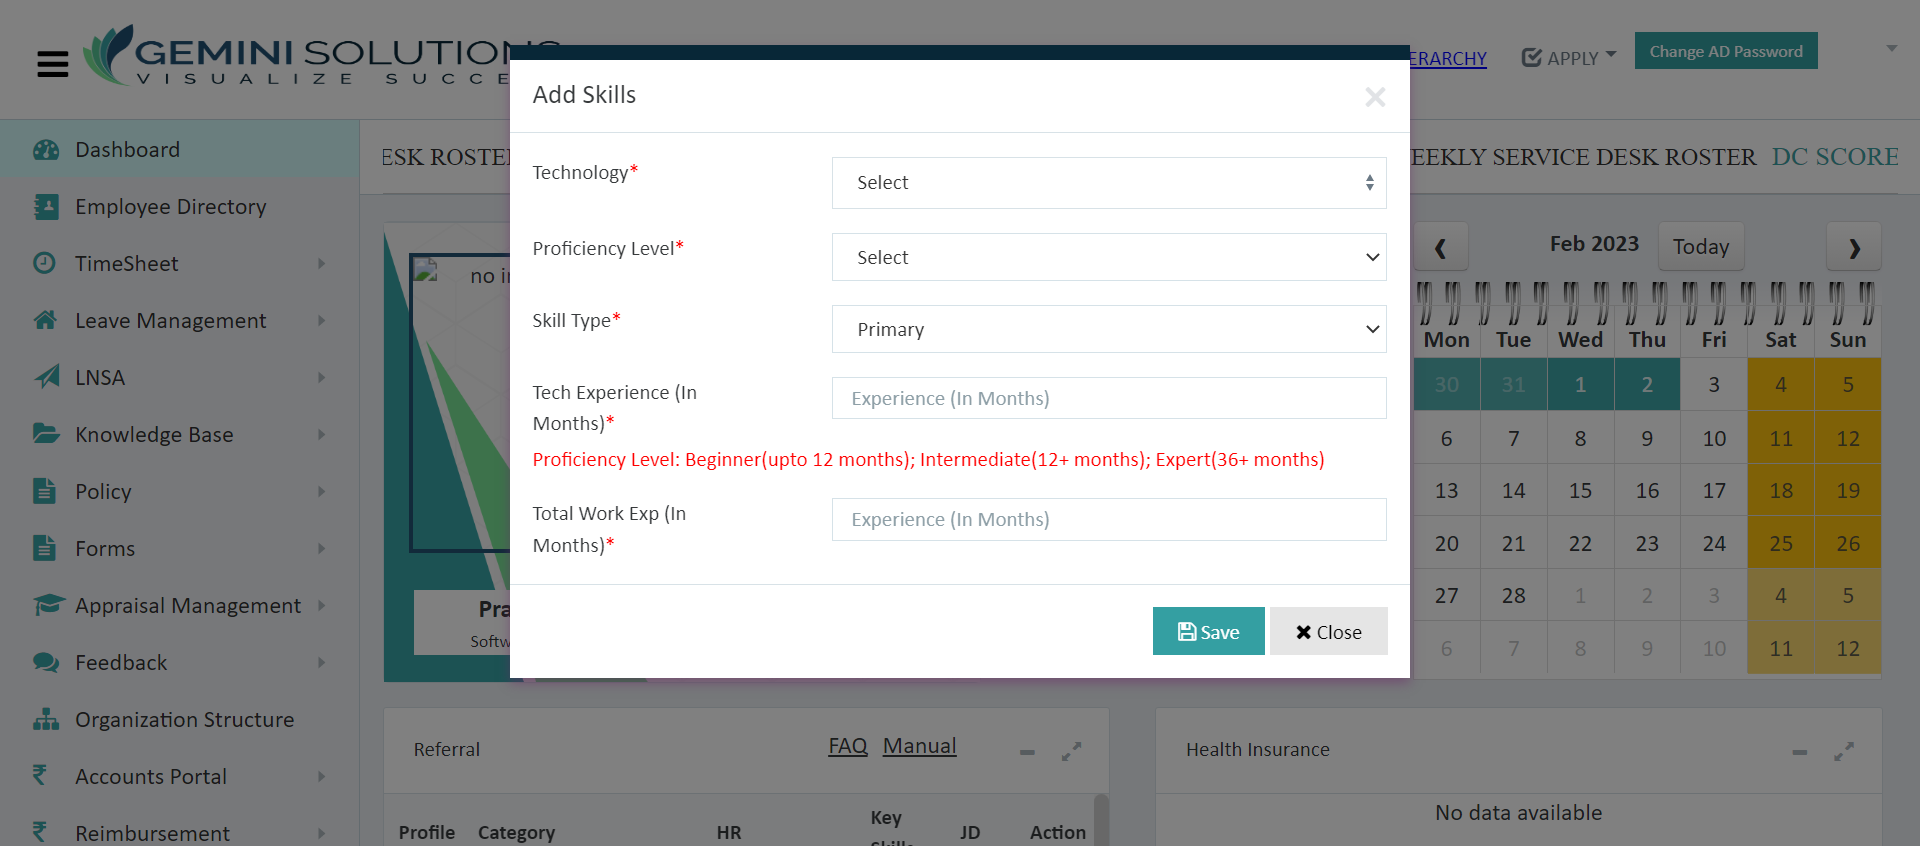 GEMINI SOLUTIONS
VISUALIZE SUCCE
ERARCHY
APPLY
Change AD Password
Dashboard
Employee Directory
TimeSheet
Leave Management
LNSA
Knowledge Base
Policy
Forms
Appraisal Management
Feedback
Organization Structure
Accounts Portal
Reimbursement
ESK ROSTE
EEKLY SERVICE DESK ROSTER DC SCORE
no i
Pra
Softw
Add Skills
×
Technology*
Select
Proficiency Level*
Select
Skill Type*
Primary
Tech Experience (In
Months)*
Experience (In Months)
Proficiency Level: Beginner(upto 12 months); Intermediate(12+ months); Expert(36+ months)
Total Work Exp (In
Months)*
Experience (In Months)
Save
Close
Feb 2023
Today
Mon Tue Wed Thu Fri Sat Sun
30 31 1 2 3 4 5
6 7 8 9 10 11 12
13 14 15 16 17 18 19
20 21 22 23 24 25 26
27 28 1 2 3 4 5
6 7 8 9 10 11 12
Referral
FAQ Manual
Profile Category HR Key JD Action
Health Insurance
No data available